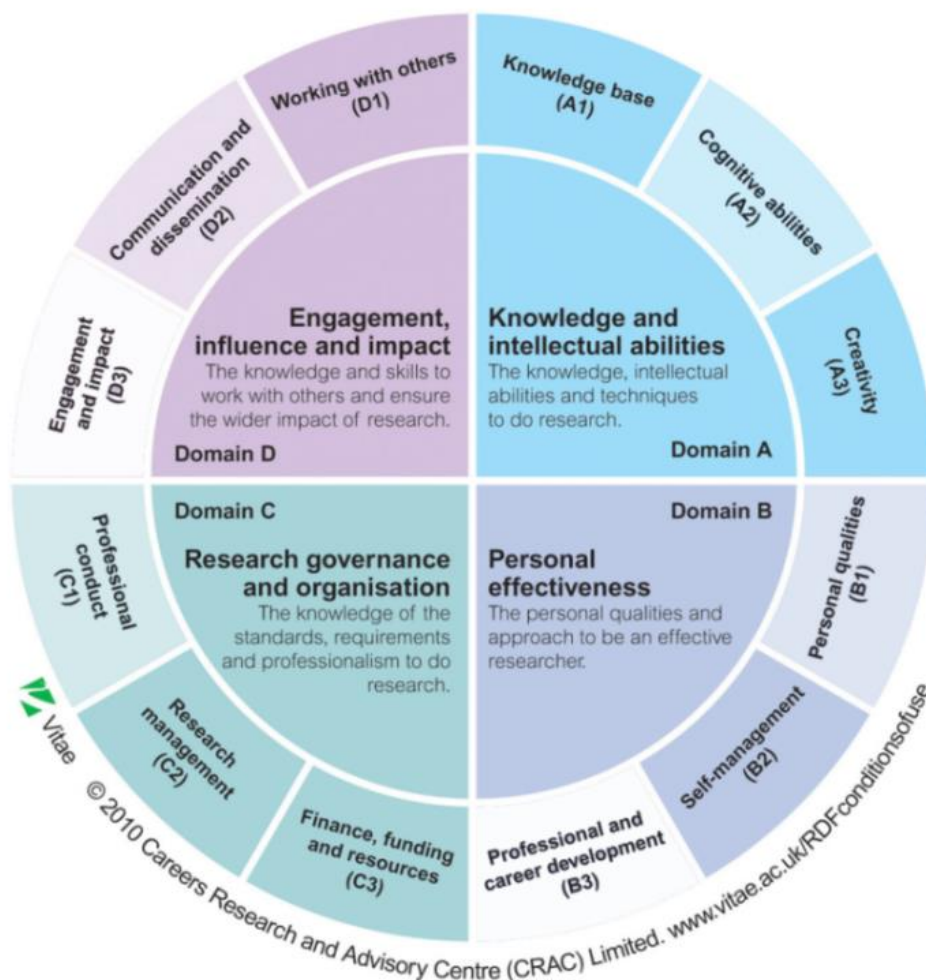 Working with others
(D1)
Knowledge base
(A1)
Communication and
dissemination
(D2)
Cognitive abilities
(A2)
Engagement
and impact
(D3)
Creativity
(A3)
Engagement,
influence and impact
The knowledge and skills to
work with others and ensure
the wider impact of research.
Domain D
Knowledge and
intellectual abilities
The knowledge, intellectual
abilities and techniques
to do research.
Domain A
Domain C
Research governance
and organisation
The knowledge of the
standards, requirements
and professionalism to do
research.
Domain B
Personal
effectiveness
The personal qualities and
approach to be an effective
researcher.
Professional
conduct
(C1)
Personal qualities
(B1)
Research
management
(C2)
Self-management
(B2)
Finance, funding
and resources
(C3)
Professional and
career development
(B3)
Vitae © 2010 Careers Research and Advisory Centre (CRAC) Limited. www.vitae.ac.uk/RDFconditionsofuse